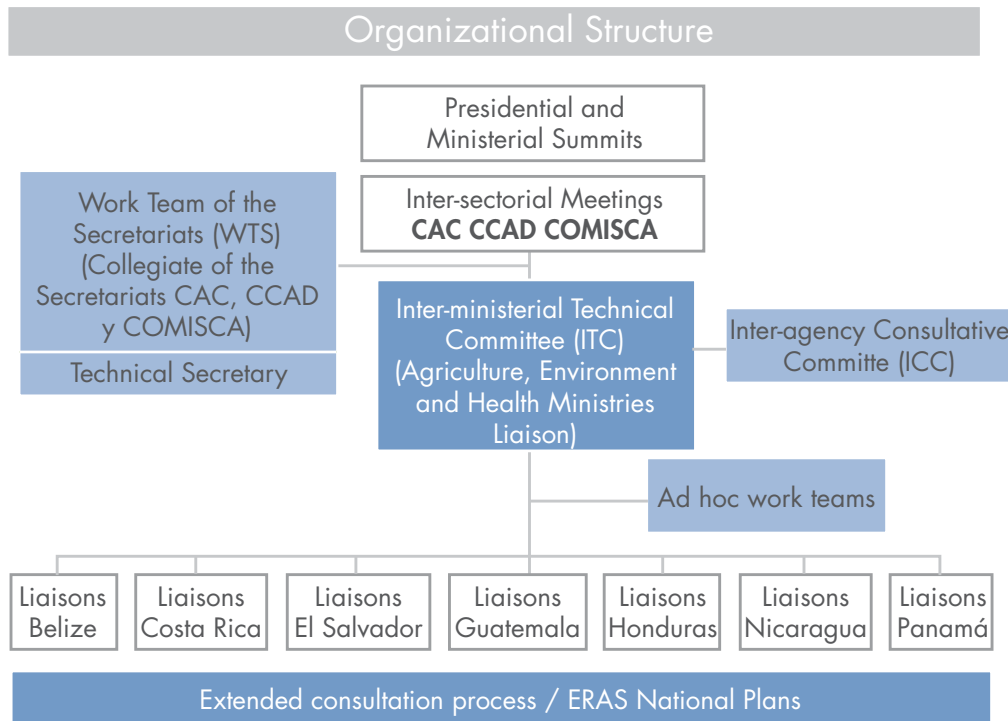 Organizational Structure
Presidential and
Ministerial Summits
Inter-sectorial Meetings
CAC CCAD COMISCA
Work Team of the
Secretariats (WTS)
(Collegiate of the
Secretariats CAC, CCAD
y COMISCA)
Technical Secretary
Inter-ministerial Technical
Committee (ITC)
(Agriculture, Environment
and Health Ministries
Liaison)
Inter-agency Consultative
Committe (ICC)
Ad hoc work teams
Liaisons
Belize
Liaisons
Costa Rica
Liaisons
El Salvador
Liaisons
Guatemala
Liaisons
Honduras
Liaisons
Nicaragua
Liaisons
Panamá
Extended consultation process / ERAS National Plans